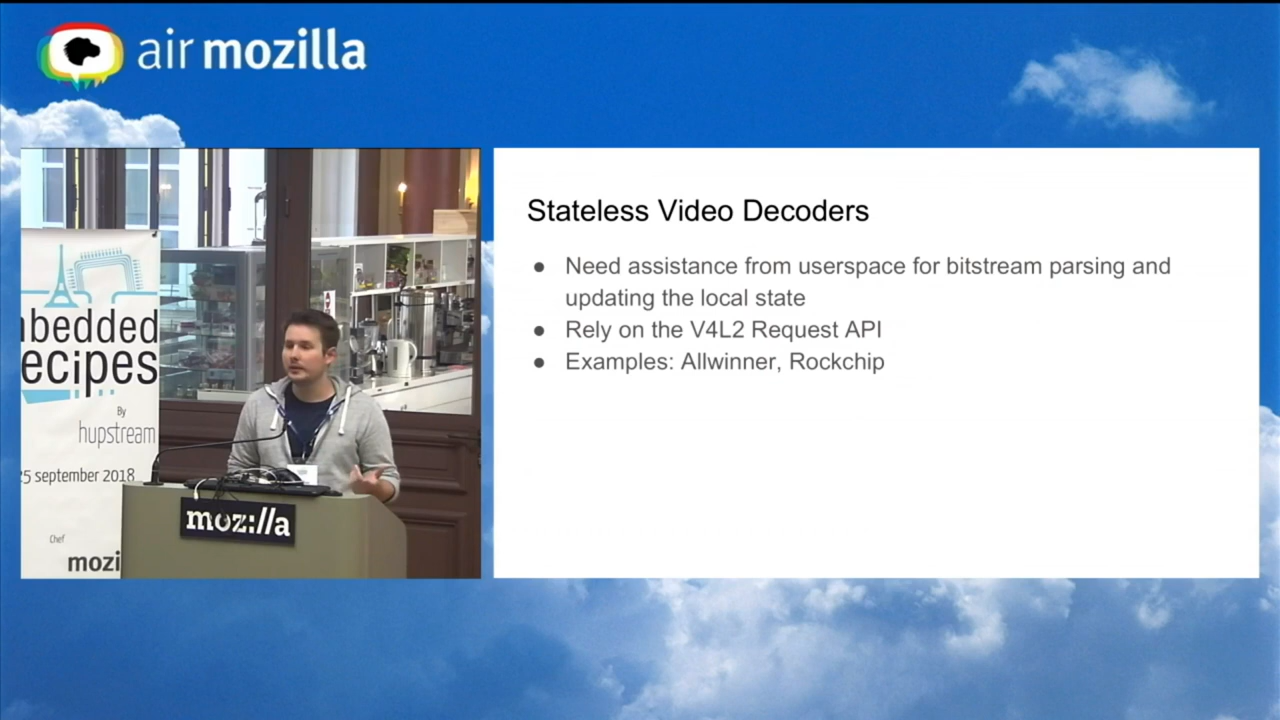 air mozilla
Stateless Video Decoders
● Need assistance from userspace for bitstream parsing and
updating the local state
● Rely on the V4L2 Request API
● Examples: Allwinner, Rockchip
bedded
ecipes
By
hupstream
25 september 2018
Chef
mozi
moz://a